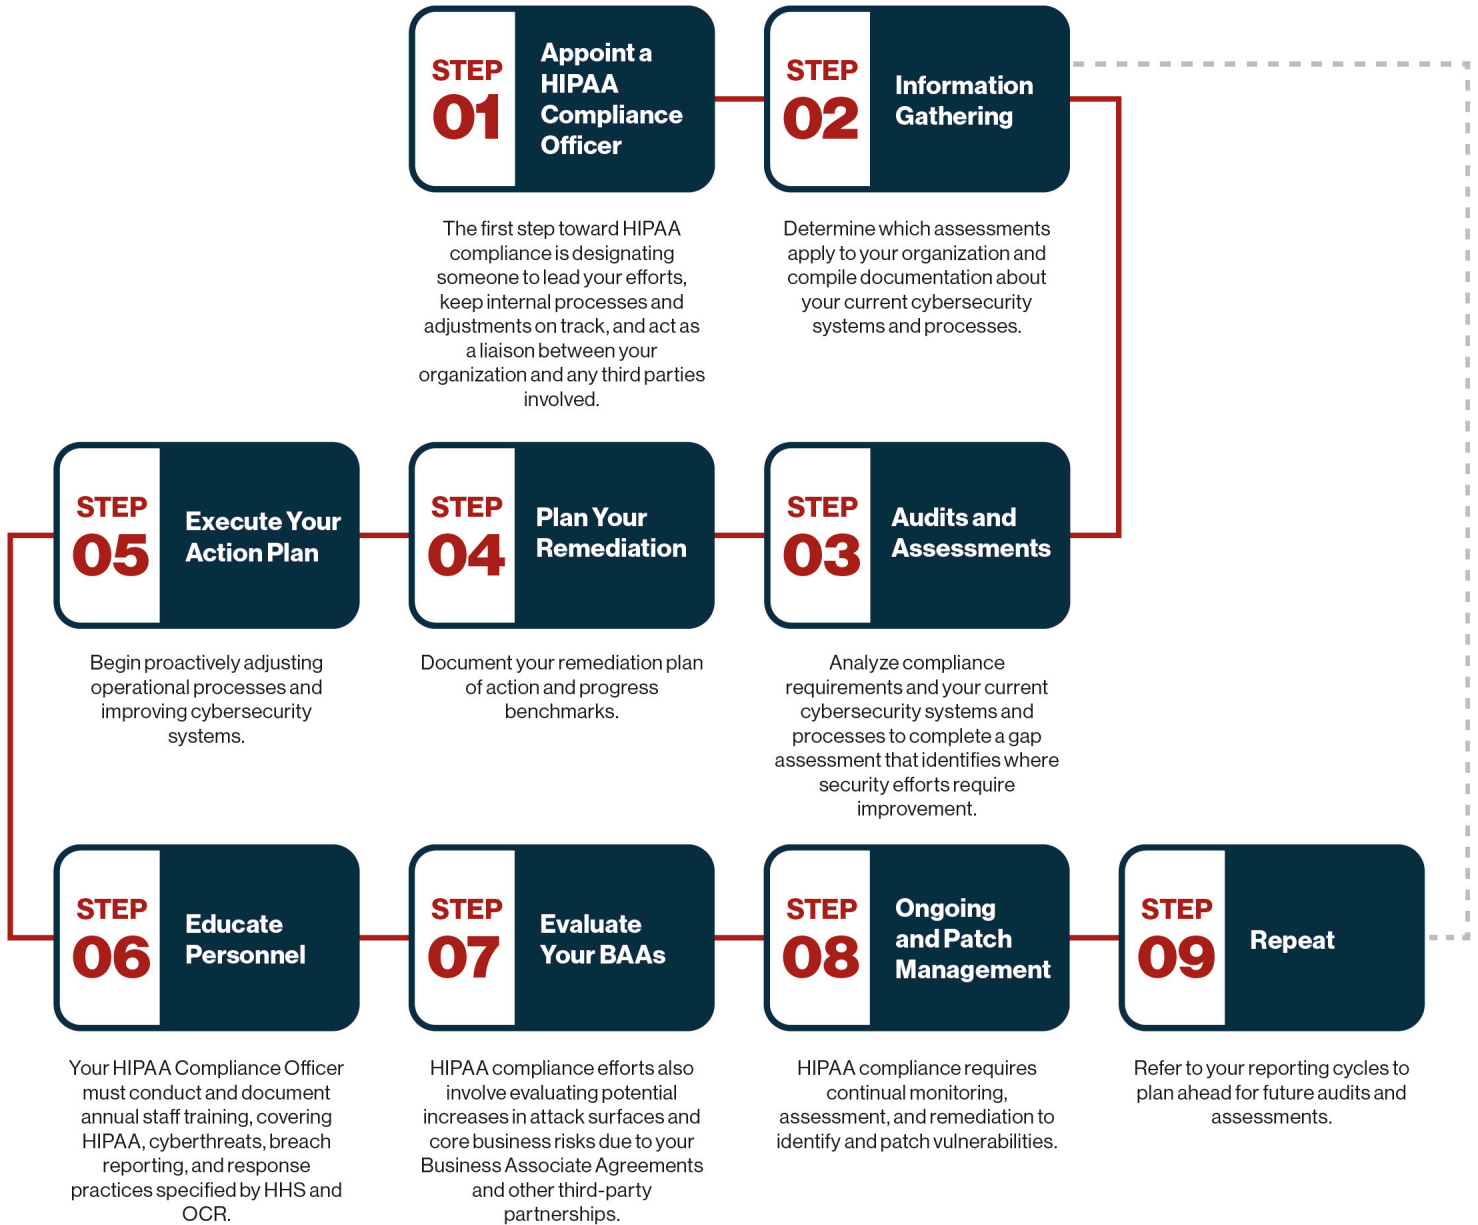 STEP
01
Appoint a
HIPAA
Compliance
Officer
The first step toward HIPAA
compliance is designating
someone to lead your efforts,
keep internal processes and
adjustments on track, and act as
a liaison between your
organization and any third parties
involved.
STEP
02
Information
Gathering
Determine which assessments
apply to your organization and
compile documentation about
your current cybersecurity
systems and processes.
STEP
03
Audits and
Assessments
Analyze compliance
requirements and your current
cybersecurity systems and
processes to complete a gap
assessment that identifies where
security efforts require
improvement.
STEP
04
Plan Your
Remediation
Document your remediation plan
of action and progress
benchmarks.
STEP
05
Execute Your
Action Plan
Begin proactively adjusting
operational processes and
improving cybersecurity
systems.
STEP
06
Educate
Personnel
Your HIPAA Compliance Officer
must conduct and document
annual staff training, covering
HIPAA, cyberthreats, breach
reporting, and response
practices specified by HHS and
OCR.
STEP
07
Evaluate
Your BAAs
HIPAA compliance efforts also
involve evaluating potential
increases in attack surfaces and
core business risks due to your
Business Associate Agreements
and other third-party
partnerships.
STEP
08
Ongoing
and Patch
Management
HIPAA compliance requires
continual monitoring,
assessment, and remediation to
identify and patch vulnerabilities.
STEP
09
Repeat
Refer to your reporting cycles to
plan ahead for future audits and
assessments.